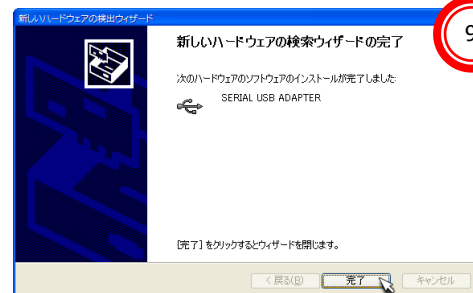 新しいハードウェアの検出ウィザード
9
新しいハードウェアの検索ウィザードの完了
次のハードウェアのソフトウェアのインストールが完了しました:
SERIAL USB ADAPTER
[完了] をクリックするとウィザードを閉じます。
< 戻る(B)
完了
キャンセル